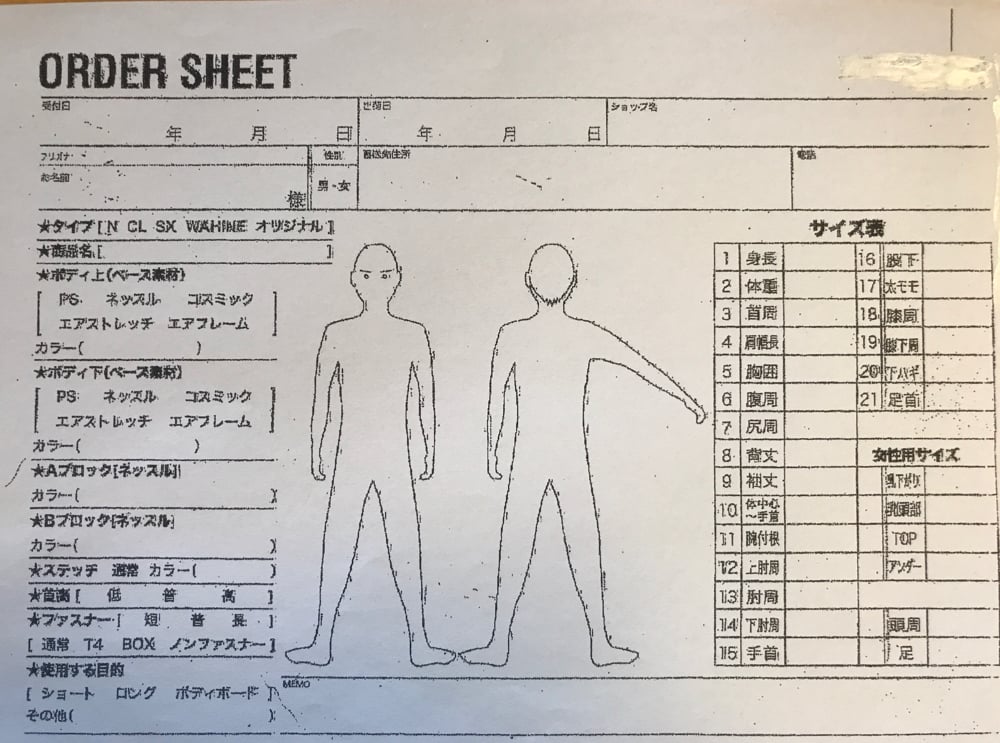 ORDER SHEET
受付日
年 月 日
出荷日
年 月 日
ショップ名
フリガナ
お名前
様
性別
男・女
直送先住所
電話
★タイプ[N CL SX WAHINE オリジナル]
★商品名[
★ボディ上(ベース素材)
PS ネッスル コスミック
エアストレッチ エアフレーム
カラー( )
★ボディ下(ベース素材)
PS ネッスル コスミック
エアストレッチ エアフレーム
カラー( )
★Aブロック[ネッスル]
カラー( )
★Bブロック[ネッスル]
カラー( )
★ステッチ 通常 カラー( )
★首高[ 低 普 高 ]
★ファスナー[ 短 普 長 ]
[ 通常 T4 BOX ノンファスナー]
★使用する目的
[ ショート ロング ボディボード ]
その他( )
サイズ表
1 身長
2 体重
3 首周
4 肩幅長
5 胸囲
6 腹周
7 尻周
8 背丈
9 袖丈
10 体中心～手首
11 腕付根
12 上肘周
13 肘周
14 下肘周
15 手首
16 股下
17 太モモ
18 膝周
19 膝下周
20 下ハギ
21 足首
女性用サイズ
乳下がり
乳頭部
TOP
アンダー
頭周
足
MEMO